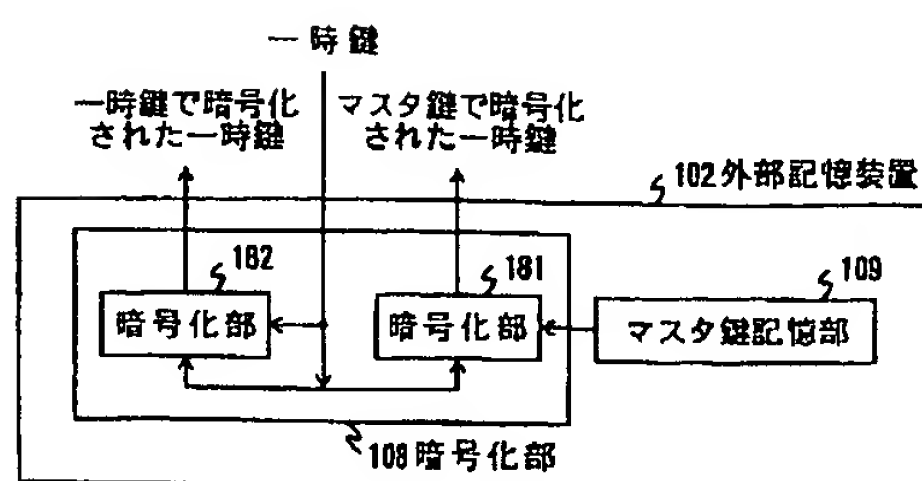 一時鍵
一時鍵で暗号化
された一時鍵
マスタ鍵で暗号化
された一時鍵
102外部記憶装置
182
181
109
暗号化部
暗号化部
マスタ鍵記憶部
108暗号化部